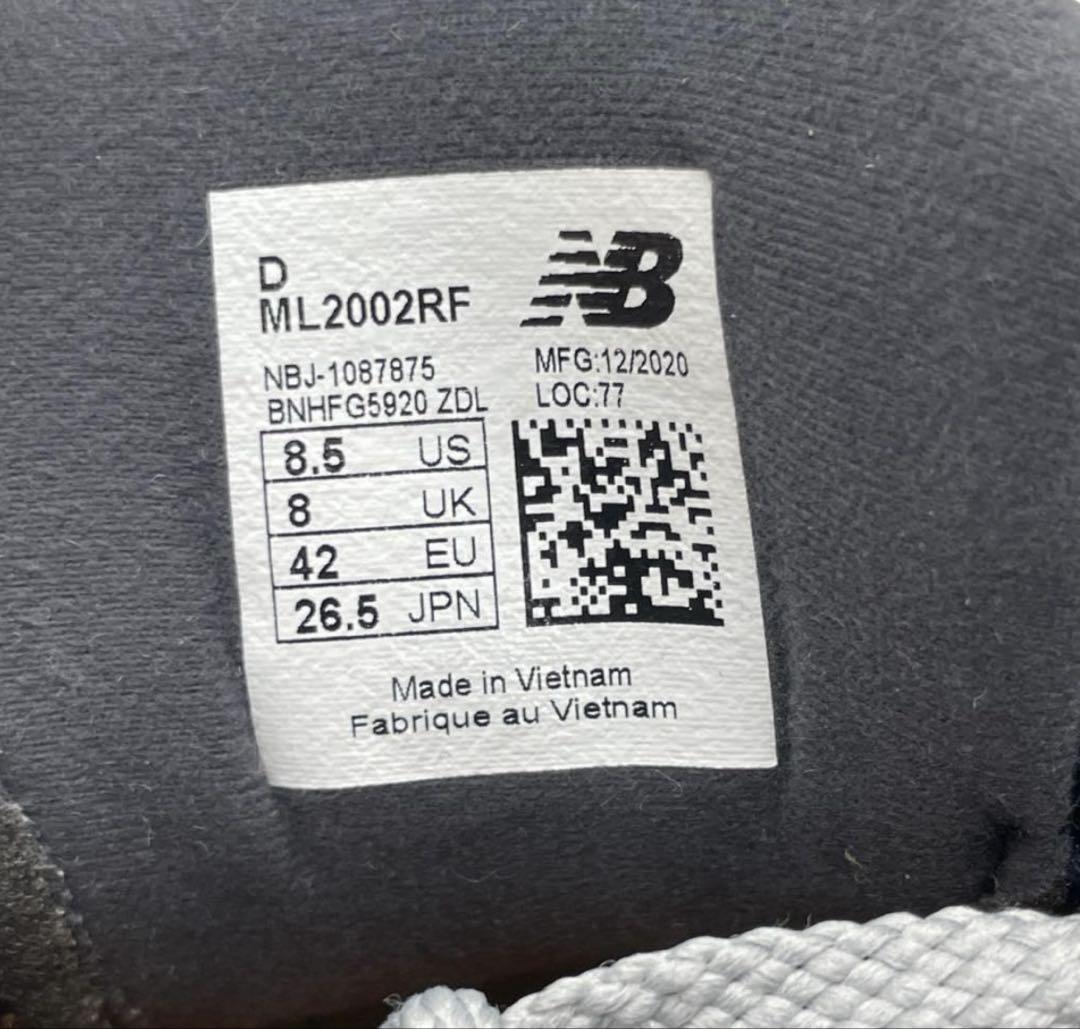 D
ML2002RF
NB
NBJ-1087875
MFG:12/2020
BNHFG5920 ZDL
LOC:77
8.5 US
8 UK
42 EU
26.5 JPN
Made in Vietnam
Fabrique au Vietnam